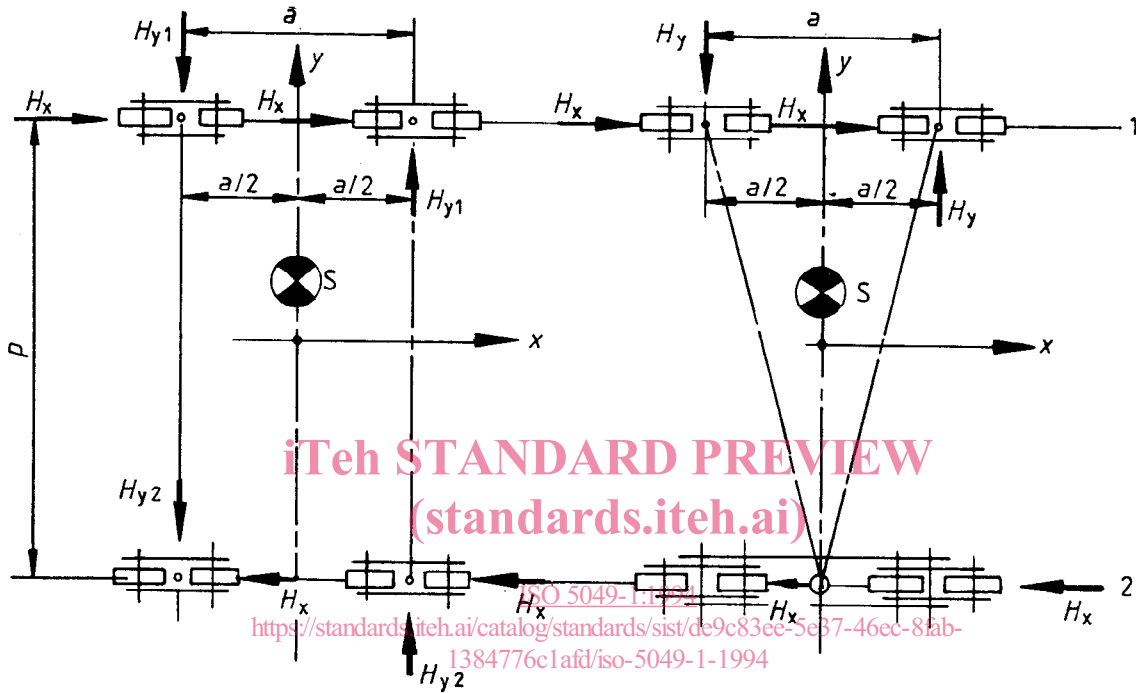 a
a
Hy1
Hy
y
y
Hx
Hx
Hx
Hx
1
a/2
a/2
a/2
a/2
Hy1
Hy
S
S
p
x
x
iTeh STANDARD PREVIEW
(standards.iteh.ai)
Hy2
Hx
Hx
Hx
Hx
2
ISO 5049-1:1994
https://standards.iteh.ai/catalog/standards/sist/de9c83ee-5e37-46ec-8fab-
1384776c1afd/iso-5049-1-1994
Hy2